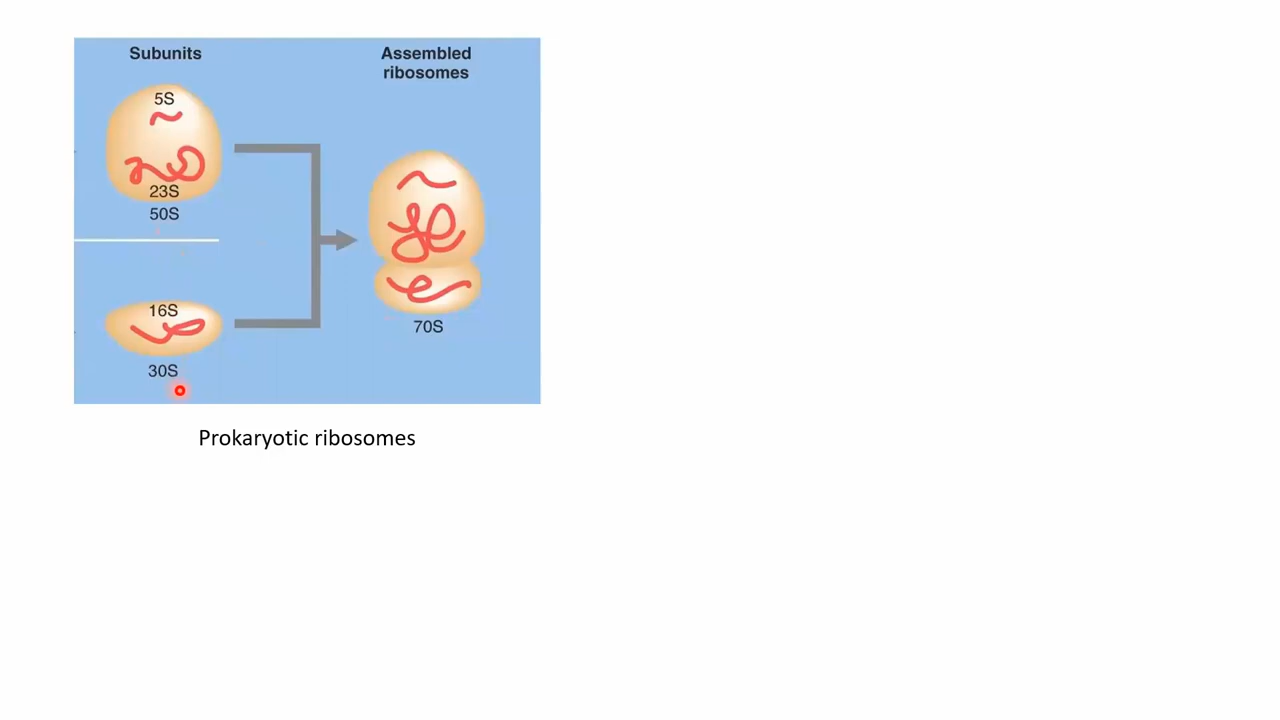 Subunits
Assembled
ribosomes
5S
23S
50S
16S
30S
70S
Prokaryotic ribosomes